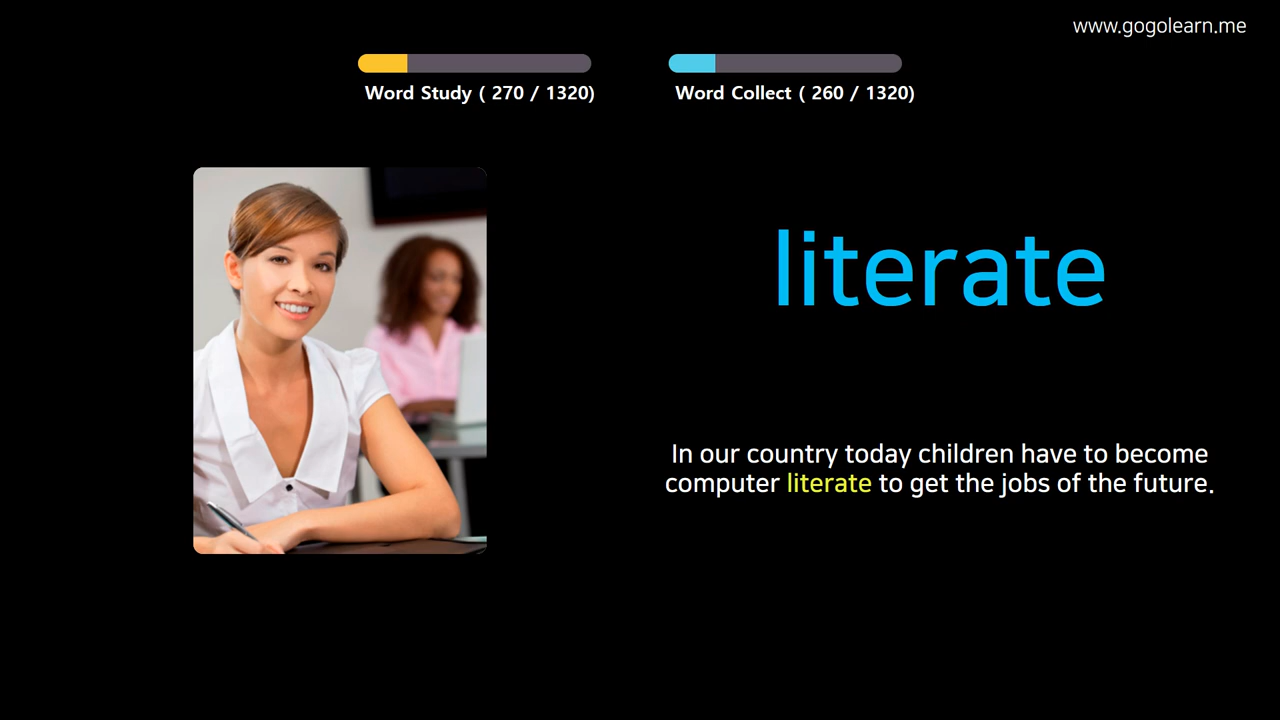 www.gogolearn.me
Word Study ( 270 / 1320)
Word Collect ( 260 / 1320)
literate
In our country today children have to become
computer literate to get the jobs of the future.